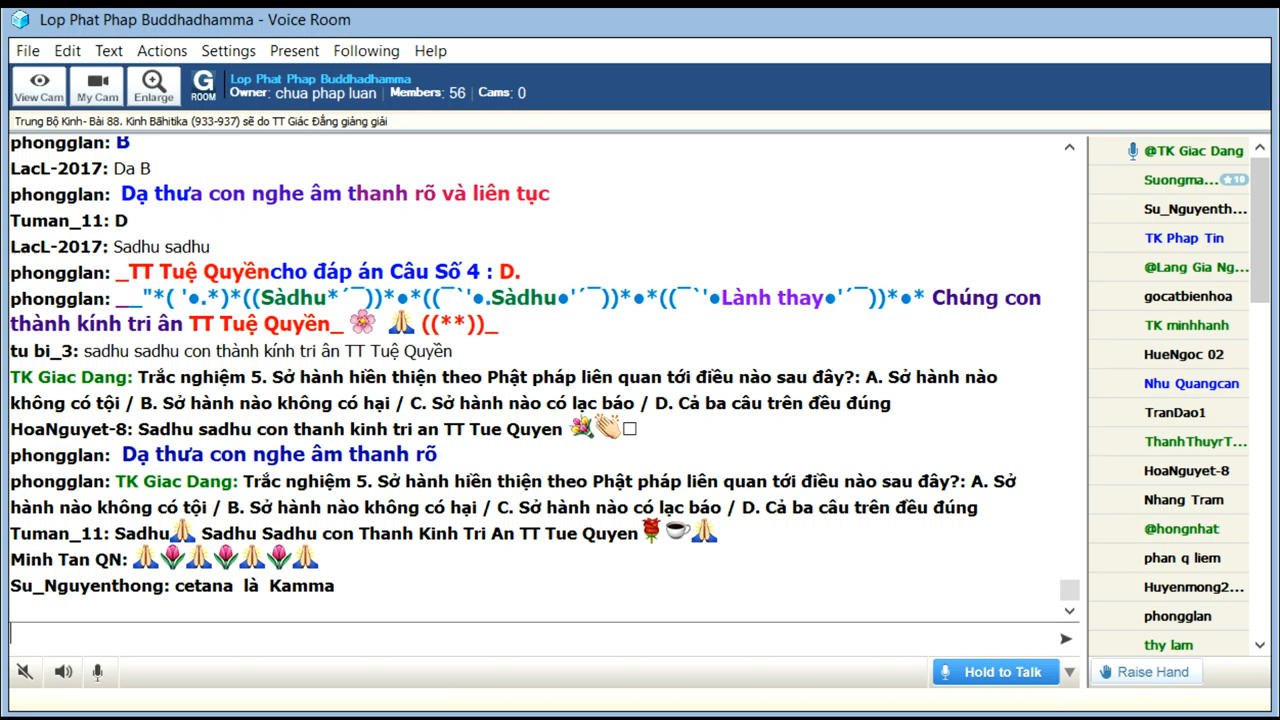 Lop Phat Phap Buddhadhamma - Voice Room
File Edit Text Actions Settings Present Following Help
View Cam My Cam Enlarge G ROOM
Lop Phat Phap Buddhadhamma
Owner: chua phap luan Members: 56 Cams: 0
Trung Bộ Kinh- Bài 88. Kinh Bāhitika (933-937) sẽ do TT Giác Đẳng giảng giải
phongglan: B
LacL-2017: Da B
phongglan: Dạ thưa con nghe âm thanh rõ và liên tục
Tuman_11: D
LacL-2017: Sadhu sadhu
phongglan: _TT Tuệ Quyềncho đáp án Câu Số 4 : D.
phongglan: __"*( '●.*)*((Sàdhu*´¯))*●*((¯`'●.Sàdhu●'´¯))*●*((¯`'●Lành thay●'´¯))*●* Chúng con
thành kính tri ân TT Tuệ Quyền_ 🌸 🙏 ((**))_
tu bi_3: sadhu sadhu con thành kính tri ân TT Tuệ Quyền
TK Giac Dang: Trắc nghiệm 5. Sở hành hiền thiện theo Phật pháp liên quan tới điều nào sau đây?: A. Sở hành nào
không có tội / B. Sở hành nào không có hại / C. Sở hành nào có lạc báo / D. Cả ba câu trên đều đúng
HoaNguyet-8: Sadhu sadhu con thanh kinh tri an TT Tue Quyen 💐👏□
phongglan: Dạ thưa con nghe âm thanh rõ
phongglan: TK Giac Dang: Trắc nghiệm 5. Sở hành hiền thiện theo Phật pháp liên quan tới điều nào sau đây?: A. Sở
hành nào không có tội / B. Sở hành nào không có hại / C. Sở hành nào có lạc báo / D. Cả ba câu trên đều đúng
Tuman_11: Sadhu🙏 Sadhu Sadhu con Thanh Kinh Tri An TT Tue Quyen 🌹☕🙏
Minh Tan QN: 🙏🌷🙏🌷🙏🌷🙏
Su_Nguyenthong: cetana là Kamma
@TK Giac Dang
Suongma... ★10
Su_Nguyenth...
TK Phap Tin
@Lang Gia Ng...
gocatbienhoa
TK minhhanh
HueNgoc 02
Nhu Quangcan
TranDao1
ThanhThuyrT...
HoaNguyet-8
Nhang Tram
@hongnhat
phan q liem
Huyenmong2...
phongglan
thy lam
Hold to Talk
Raise Hand